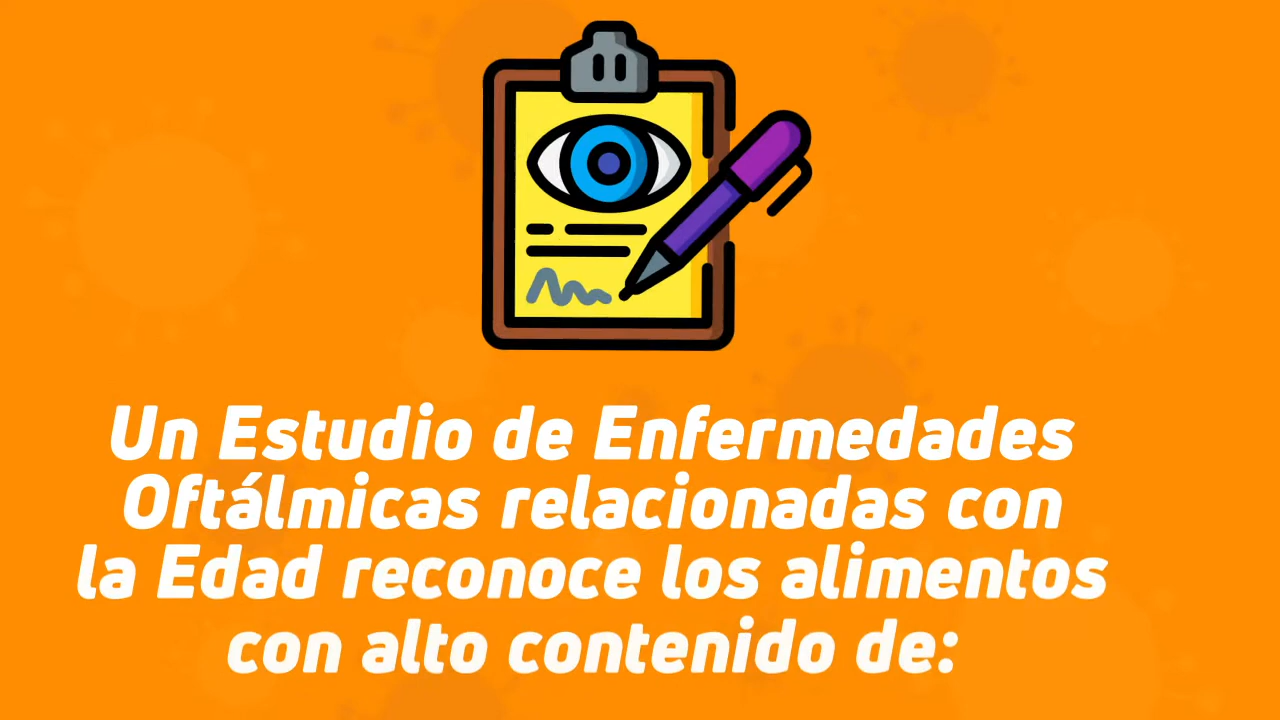 Un Estudio de Enfermedades
Oftálmicas relacionadas con
la Edad reconoce los alimentos
con alto contenido de: